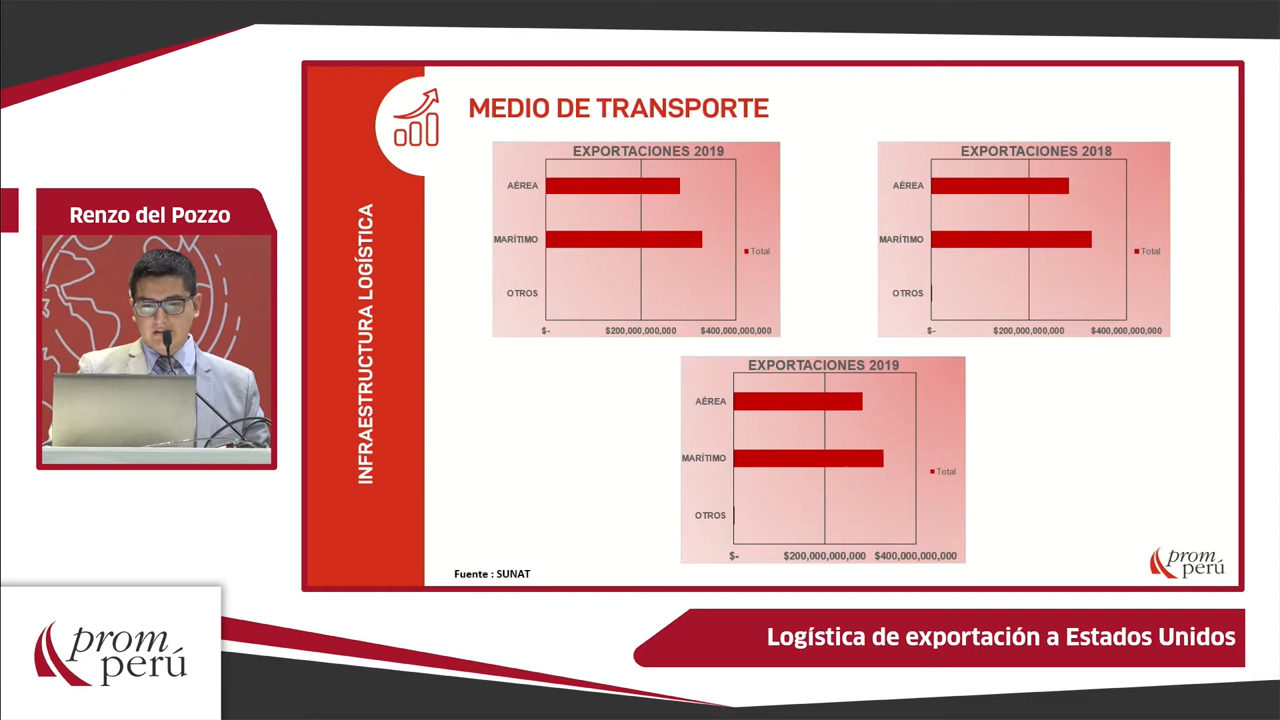 MEDIO DE TRANSPORTE
INFRAESTRUCTURA LOGÍSTICA
EXPORTACIONES 2019
AÉREA
MARÍTIMO
OTROS
$-
$200,000,000,000
$400,000,000,000
Total
EXPORTACIONES 2018
AÉREA
MARÍTIMO
OTROS
$-
$200,000,000,000
$400,000,000,000
Total
EXPORTACIONES 2019
AÉREA
MARÍTIMO
OTROS
$-
$200,000,000,000
$400,000,000,000
Total
Fuente : SUNAT
prom
perú
Renzo del Pozzo
prom
perú
Logística de exportación a Estados Unidos